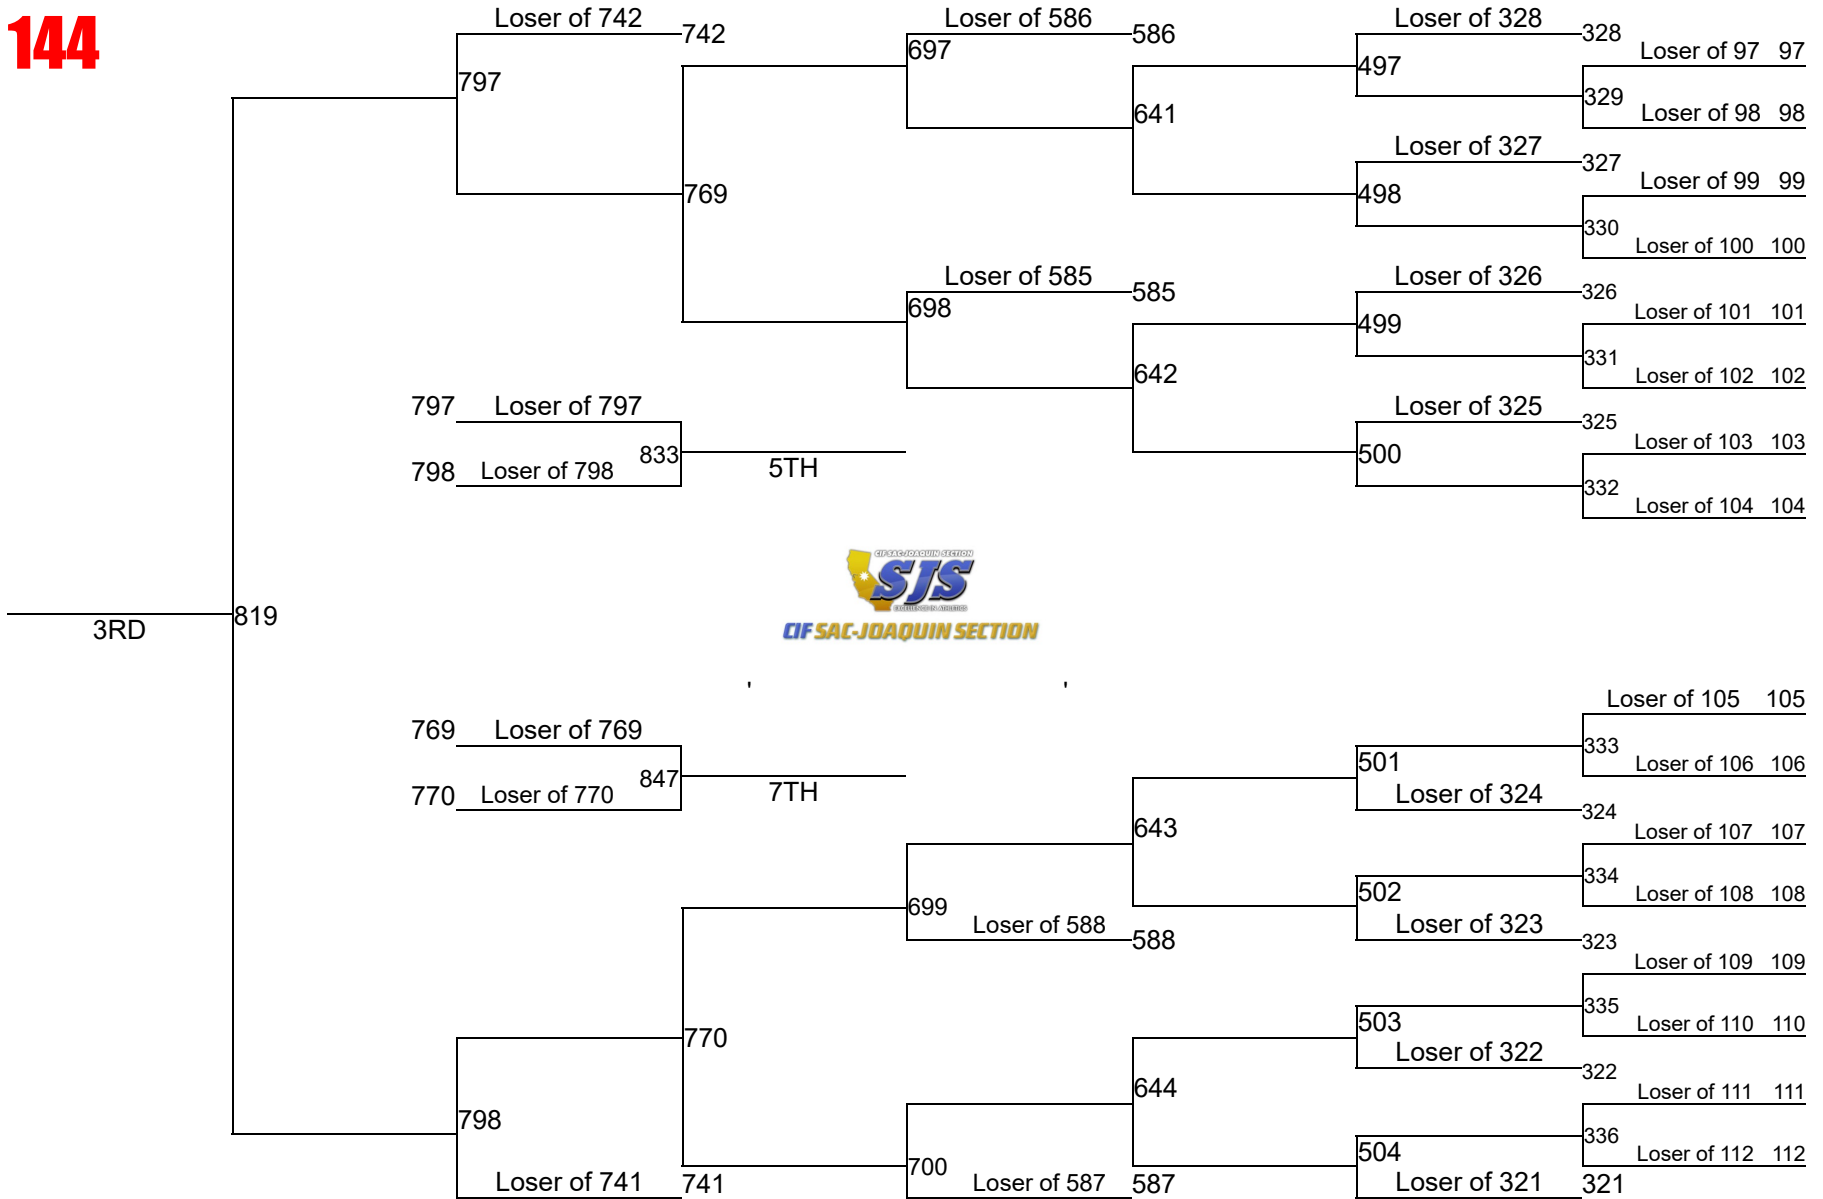 144
Loser of 742
742
Loser of 586
586
Loser of 328
328
Loser of 97 97
697
497
797
329
Loser of 98 98
641
Loser of 327
327
Loser of 99 99
769
498
330
Loser of 100 100
Loser of 585
585
Loser of 326
326
Loser of 101 101
698
499
331
642
Loser of 102 102
797 Loser of 797
Loser of 325
325
Loser of 103 103
833
500
798 Loser of 798
5TH
332
Loser of 104 104
CIF SAC-JOAQUIN SECTION
SJS
EXCELLENCE IN ATHLETICS
CIF SAC-JOAQUIN SECTION
819
3RD
' '
Loser of 105 105
769 Loser of 769
333
501
Loser of 106 106
847
770 Loser of 770
7TH
Loser of 324
324
643
Loser of 107 107
334
502
Loser of 108 108
699
Loser of 588
588
Loser of 323
323
Loser of 109 109
335
770
503
Loser of 110 110
Loser of 322
322
644
Loser of 111 111
798
336
504
Loser of 112 112
700
Loser of 741
741
Loser of 587
587
Loser of 321
321